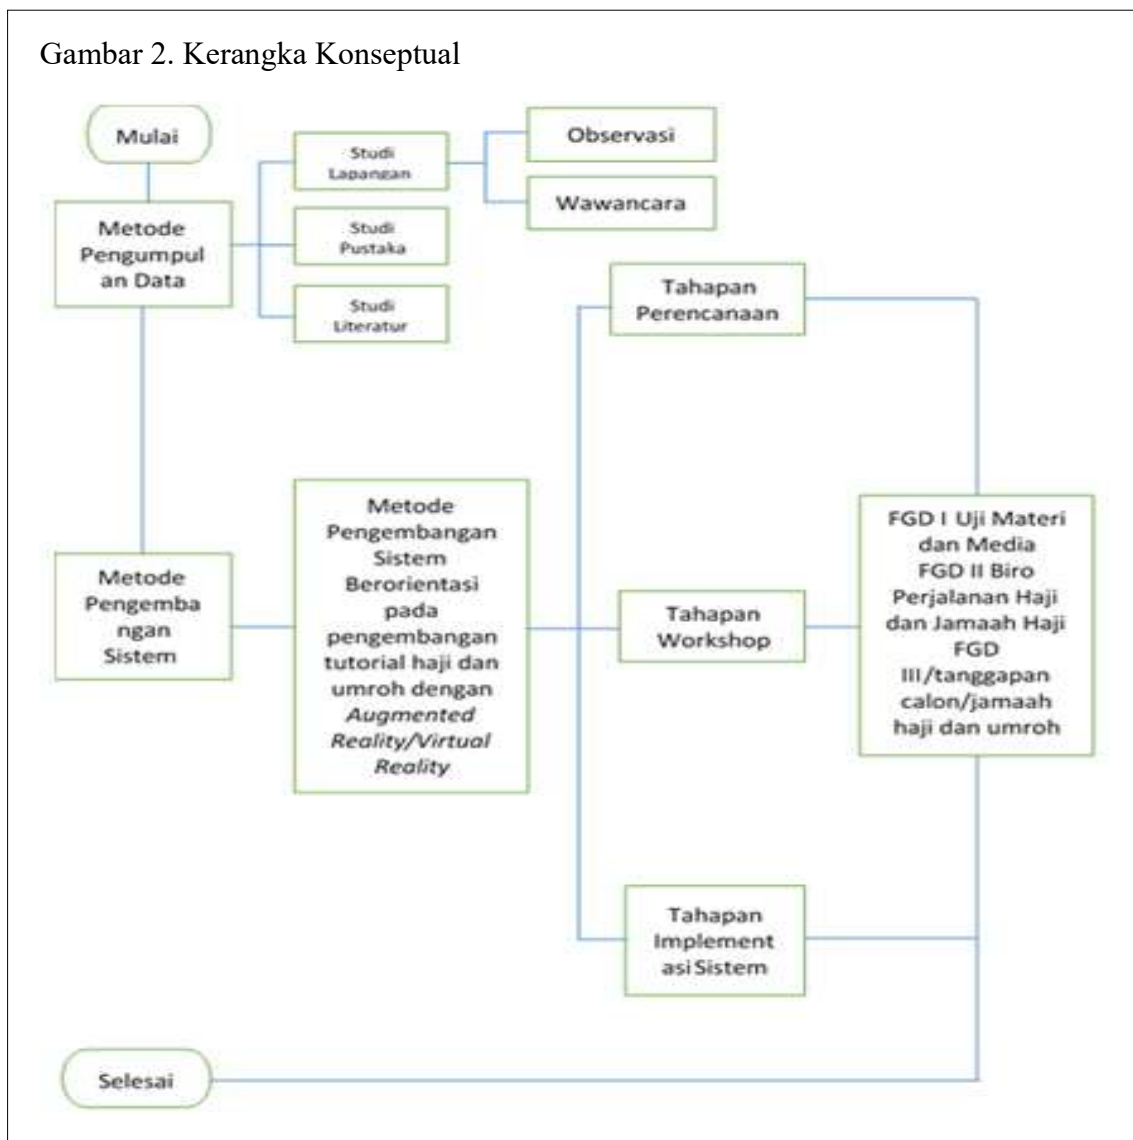 Gambar 2. Kerangka Konseptual
Mulai
Metode
Pengumpul
an Data
Studi
Lapangan
Studi
Pustaka
Studi
Literatur
Observasi
Wawancara
Metode
Pengemba
ngan
Sistem
Metode
Pengembangan
Sistem
Berorientasi
pada
pengembangan
tutorial haji dan
umroh dengan
Augmented
Reality/Virtual
Reality
Tahapan
Perencanaan
Tahapan
Workshop
Tahapan
Implement
asi Sistem
FGD I Uji Materi
dan Media
FGD II Biro
Perjalanan Haji
dan Jamaah Haji
FGD
III/tanggapan
calon/jamaah
haji dan umroh
Selesai